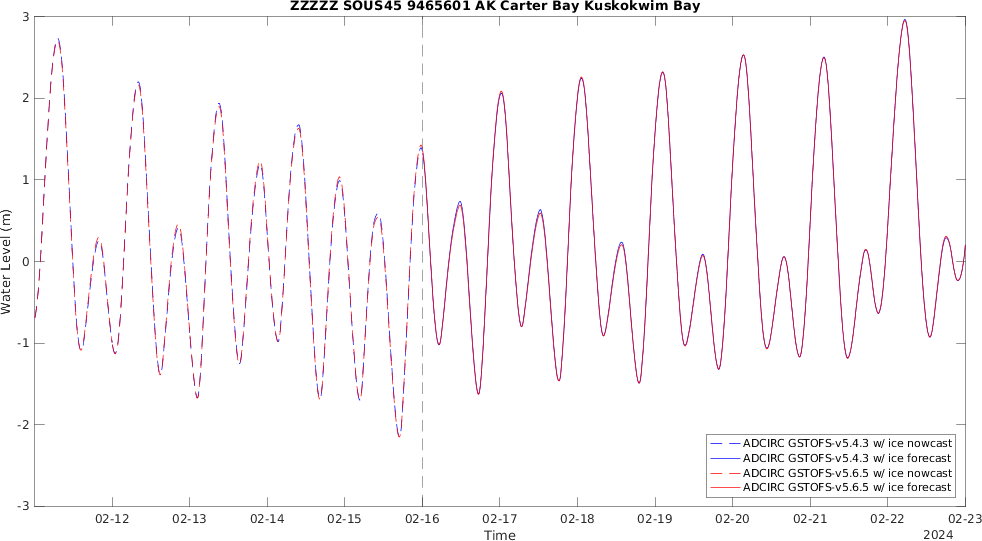 ZZZZZ SOUS45 9465601 AK Carter Bay Kuskokwim Bay
3
2
1
0
-1
-2
-3
Water Level (m)
ADCIRC GSTOFS-v5.4.3 w/ ice nowcast
ADCIRC GSTOFS-v5.4.3 w/ ice forecast
ADCIRC GSTOFS-v5.6.5 w/ ice nowcast
ADCIRC GSTOFS-v5.6.5 w/ ice forecast
02-12 02-13 02-14 02-15 02-16 02-17 02-18 02-19 02-20 02-21 02-22 02-23
Time
2024